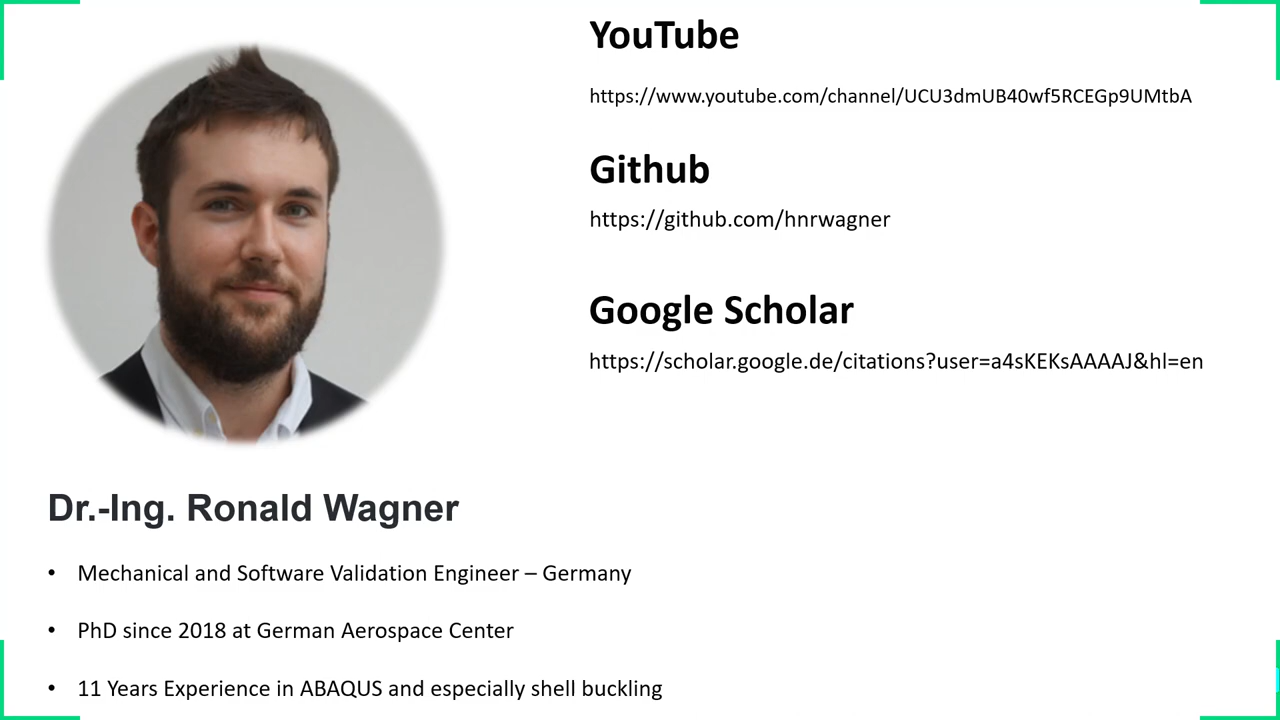 YouTube
https://www.youtube.com/channel/UCU3dmUB40wf5RCEGp9UMtbA
Github
https://github.com/hnrwagner
Google Scholar
https://scholar.google.de/citations?user=a4sKEKsAAAAJ&hl=en
Dr.-Ing. Ronald Wagner
• Mechanical and Software Validation Engineer – Germany
• PhD since 2018 at German Aerospace Center
• 11 Years Experience in ABAQUS and especially shell buckling